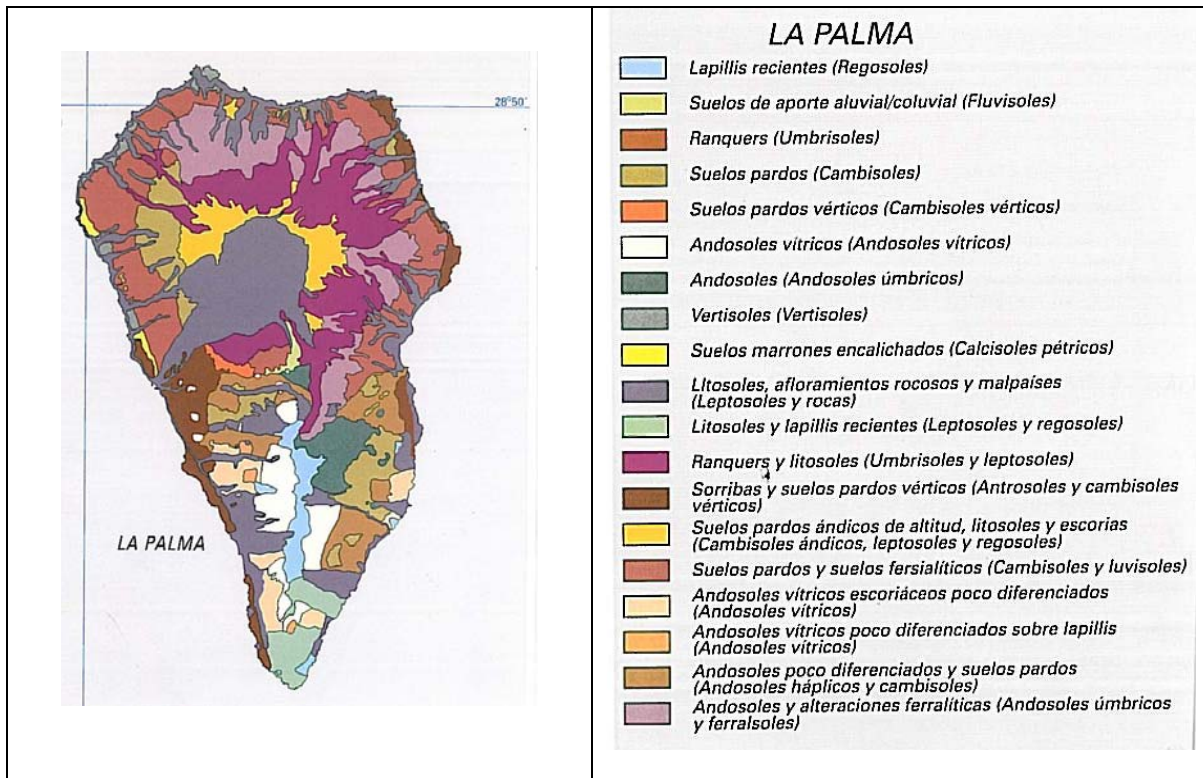 28°50'
LA PALMA
LA PALMA
Lapillis recientes (Regosoles)
Suelos de aporte aluvial/coluvial (Fluvisoles)
Ranquers (Umbrisoles)
Suelos pardos (Cambisoles)
Suelos pardos vérticos (Cambisoles vérticos)
Andosoles vítricos (Andosoles vítricos)
Andosoles (Andosoles úmbricos)
Vertisoles (Vertisoles)
Suelos marrones encalichados (Calcisoles pétricos)
Litosoles, afloramientos rocosos y malpaíses
(Leptosoles y rocas)
Litosoles y lapillis recientes (Leptosoles y regosoles)
Ranquers y litosoles (Umbrisoles y leptosoles)
Sorribas y suelos pardos vérticos (Antrosoles y cambisoles
vérticos)
Suelos pardos ándicos de altitud, litosoles y escorias
(Cambisoles ándicos, leptosoles y regosoles)
Suelos pardos y suelos fersialíticos (Cambisoles y luvisoles)
Andosoles vítricos escoriáceos poco diferenciados
(Andosoles vítricos)
Andosoles vítricos poco diferenciados sobre lapillis
(Andosoles vítricos)
Andosoles poco diferenciados y suelos pardos
(Andosoles háplicos y cambisoles)
Andosoles y alteraciones ferralíticas (Andosoles úmbricos
y ferralsoles)